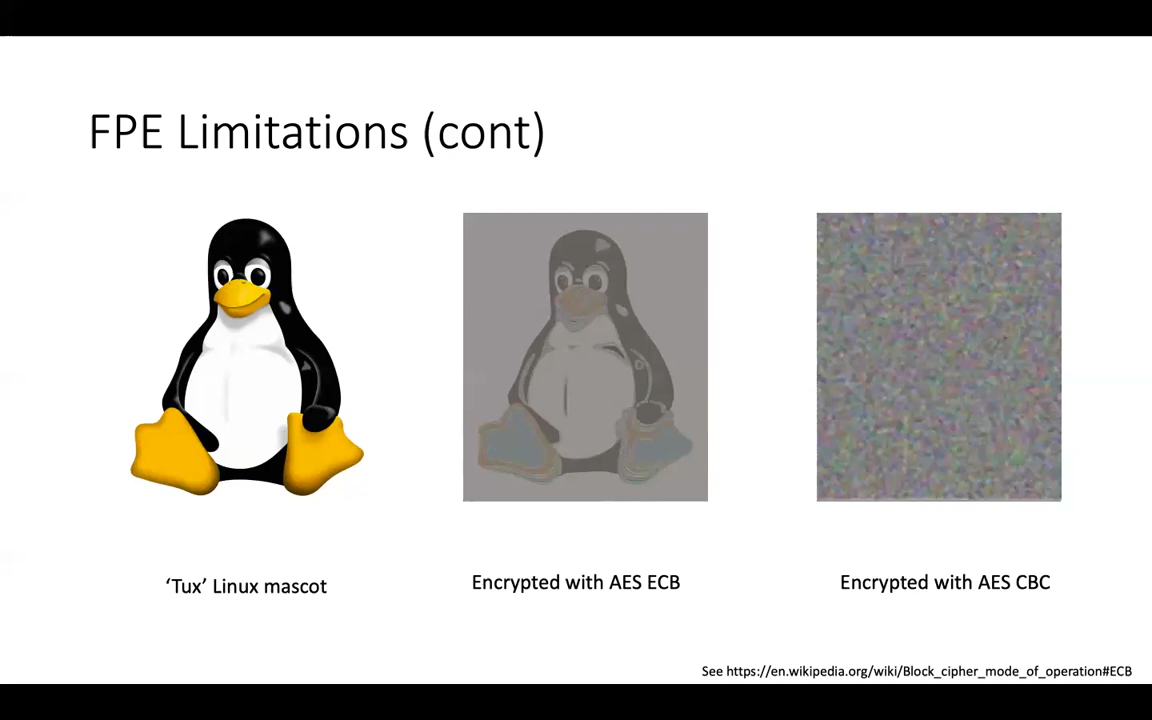 FPE Limitations (cont)
‘Tux’ Linux mascot
Encrypted with AES ECB
Encrypted with AES CBC
See https://en.wikipedia.org/wiki/Block_cipher_mode_of_operation#ECB